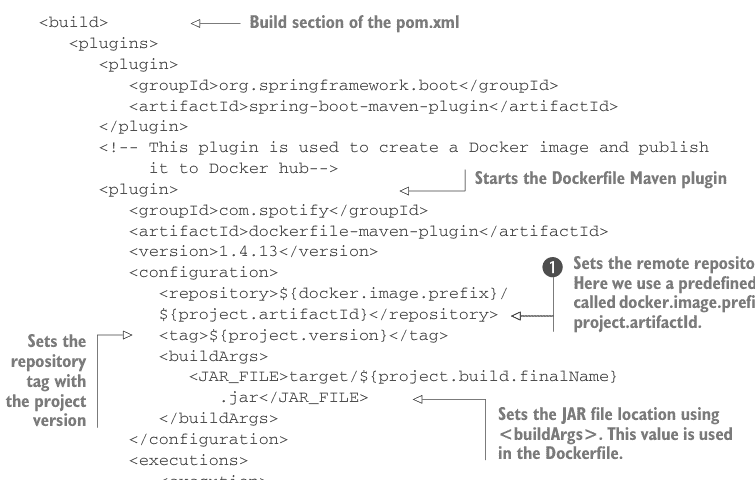 <build>
Build section of the pom.xml
<plugins>
<plugin>
<groupId>org.springframework.boot</groupId>
<artifactId>spring-boot-maven-plugin</artifactId>
</plugin>
<!-- This plugin is used to create a Docker image and publish
it to Docker hub-->
Starts the Dockerfile Maven plugin
<plugin>
<groupId>com.spotify</groupId>
<artifactId>dockerfile-maven-plugin</artifactId>
<version>1.4.13</version>
<configuration>
<repository>${docker.image.prefix}/
${project.artifactId}</repository>
1 Sets the remote reposito
Here we use a predefined
called docker.image.prefi
project.artifactId.
<tag>${project.version}</tag>
Sets the
repository
tag with
the project
version
<buildArgs>
<JAR_FILE>target/${project.build.finalName}
.jar</JAR_FILE>
</buildArgs>
Sets the JAR file location using
<buildArgs>. This value is used
in the Dockerfile.
</configuration>
<executions>